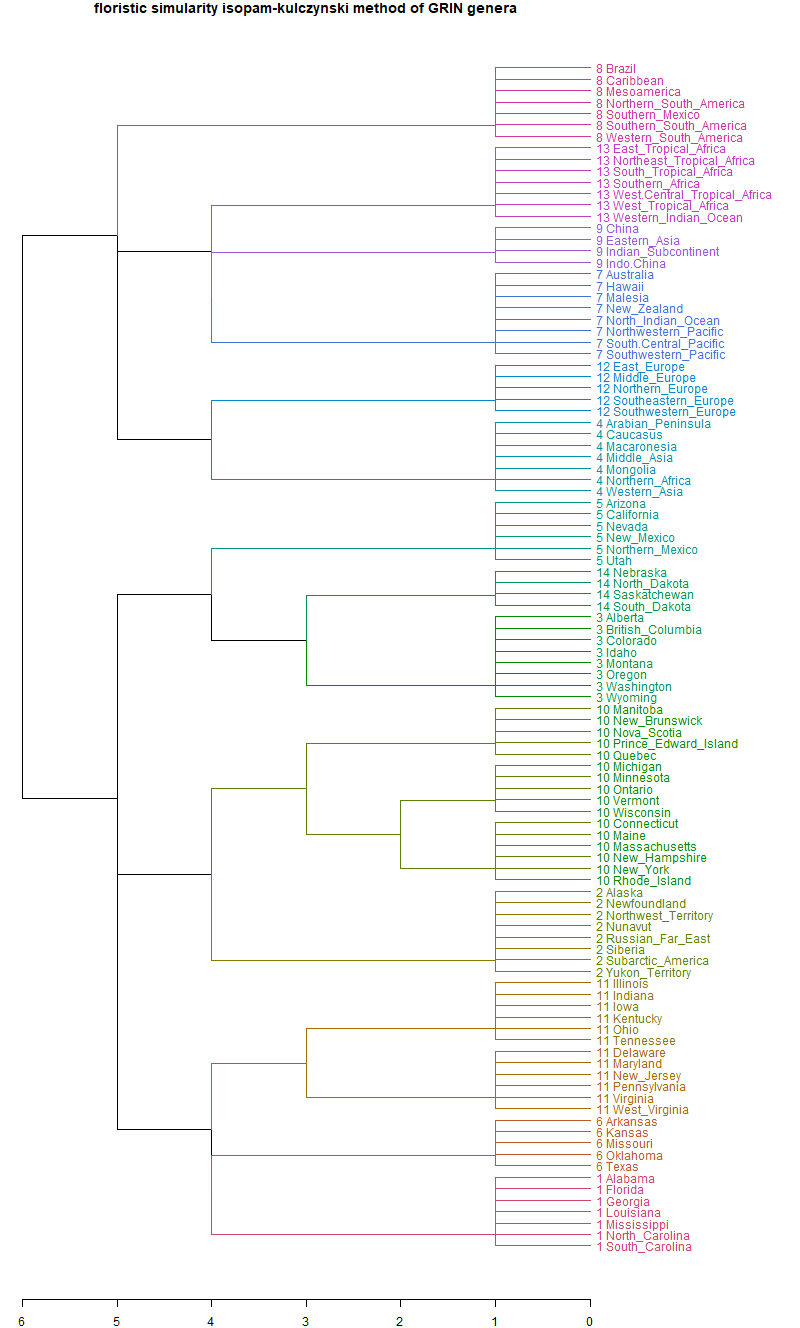 floristic simularity isopam-kulczynski method of GRIN genera
8 Brazil
8 Caribbean
8 Mesoamerica
8 Northern_South_America
8 Southern_Mexico
8 Southern_South_America
8 Western_South_America
13 East_Tropical_Africa
13 Northeast_Tropical_Africa
13 South_Tropical_Africa
13 Southern_Africa
13 West.Central_Tropical_Africa
13 West_Tropical_Africa
13 Western_Indian_Ocean
9 China
9 Eastern_Asia
9 Indian_Subcontinent
9 Indo.China
7 Australia
7 Hawaii
7 Malesia
7 New_Zealand
7 North_Indian_Ocean
7 Northwestern_Pacific
7 South.Central_Pacific
7 Southwestern_Pacific
12 East_Europe
12 Middle_Europe
12 Northern_Europe
12 Southeastern_Europe
12 Southwestern_Europe
4 Arabian_Peninsula
4 Caucasus
4 Macaronesia
4 Middle_Asia
4 Mongolia
4 Northern_Africa
4 Western_Asia
5 Arizona
5 California
5 Nevada
5 New_Mexico
5 Northern_Mexico
5 Utah
14 Nebraska
14 North_Dakota
14 Saskatchewan
14 South_Dakota
3 Alberta
3 British_Columbia
3 Colorado
3 Idaho
3 Montana
3 Oregon
3 Washington
3 Wyoming
10 Manitoba
10 New_Brunswick
10 Nova_Scotia
10 Prince_Edward_Island
10 Quebec
10 Michigan
10 Minnesota
10 Ontario
10 Vermont
10 Wisconsin
10 Connecticut
10 Maine
10 Massachusetts
10 New_Hampshire
10 New_York
10 Rhode_Island
2 Alaska
2 Newfoundland
2 Northwest_Territory
2 Nunavut
2 Russian_Far_East
2 Siberia
2 Subarctic_America
2 Yukon_Territory
11 Illinois
11 Indiana
11 Iowa
11 Kentucky
11 Ohio
11 Tennessee
11 Delaware
11 Maryland
11 New_Jersey
11 Pennsylvania
11 Virginia
11 West_Virginia
6 Arkansas
6 Kansas
6 Missouri
6 Oklahoma
6 Texas
1 Alabama
1 Florida
1 Georgia
1 Louisiana
1 Mississippi
1 North_Carolina
1 South_Carolina
6 5 4 3 2 1 0